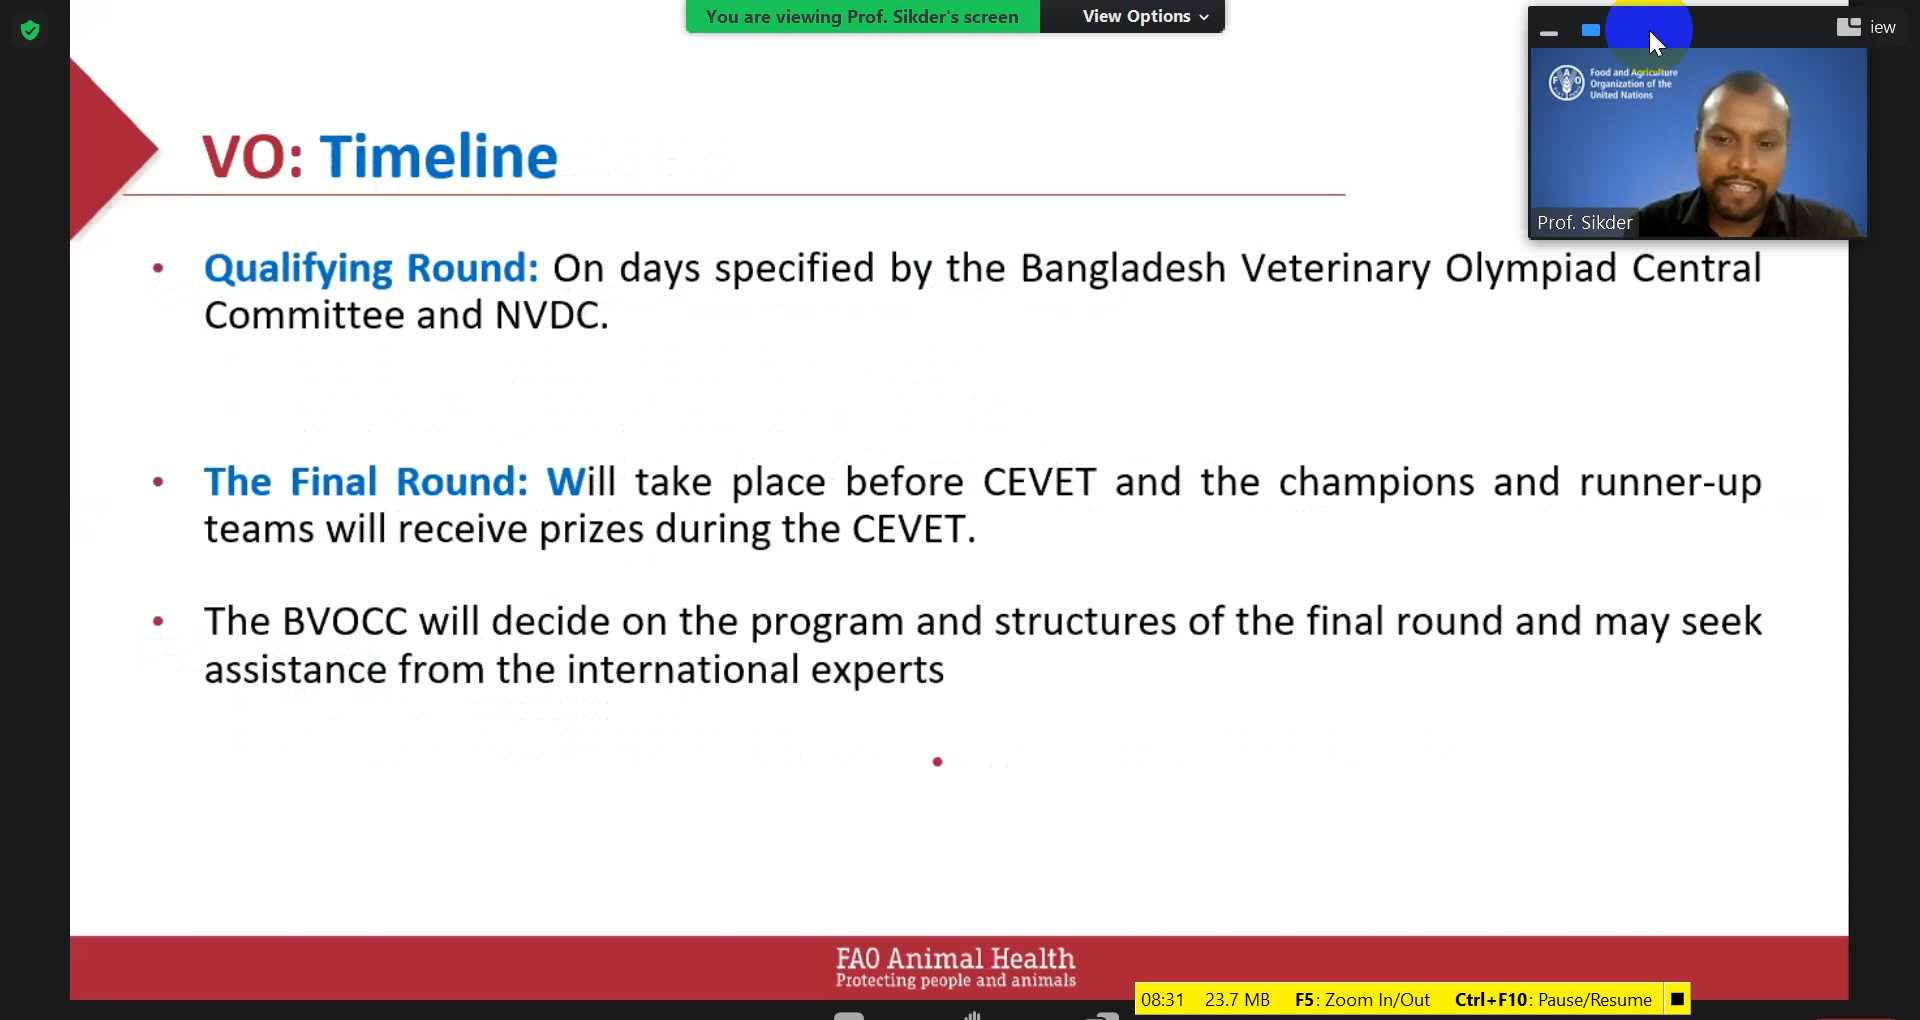 You are viewing Prof. Sikder's screen
View Options
iew
Food and Agriculture
Organization of the
United Nations
Prof. Sikder
VO: Timeline
• Qualifying Round: On days specified by the Bangladesh Veterinary Olympiad Central
Committee and NVDC.
• The Final Round: Will take place before CEVET and the champions and runner-up
teams will receive prizes during the CEVET.
• The BVOCC will decide on the program and structures of the final round and may seek
assistance from the international experts
FAO Animal Health
Protecting people and animals
08:31 23.7 MB F5: Zoom In/Out Ctrl+F10: Pause/Resume